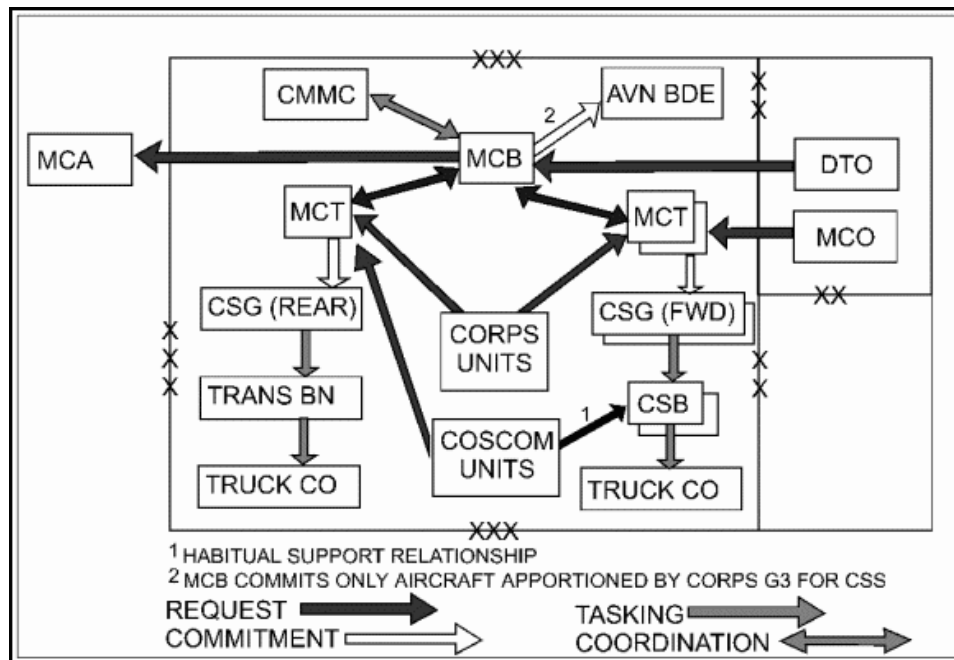 XXX
CMMC
AVN BDE
2
X
X
MCA
MCB
DTO
MCT
MCT
MCO
CSG (REAR)
CSG (FWD)
XX
CORPS
UNITS
X
X
X
X
X
TRANS BN
CSB
1
COSCOM
UNITS
TRUCK CO
TRUCK CO
XXX
1 HABITUAL SUPPORT RELATIONSHIP
2 MCB COMMITS ONLY AIRCRAFT APPORTIONED BY CORPS G3 FOR CSS
REQUEST
TASKING
COMMITMENT
COORDINATION